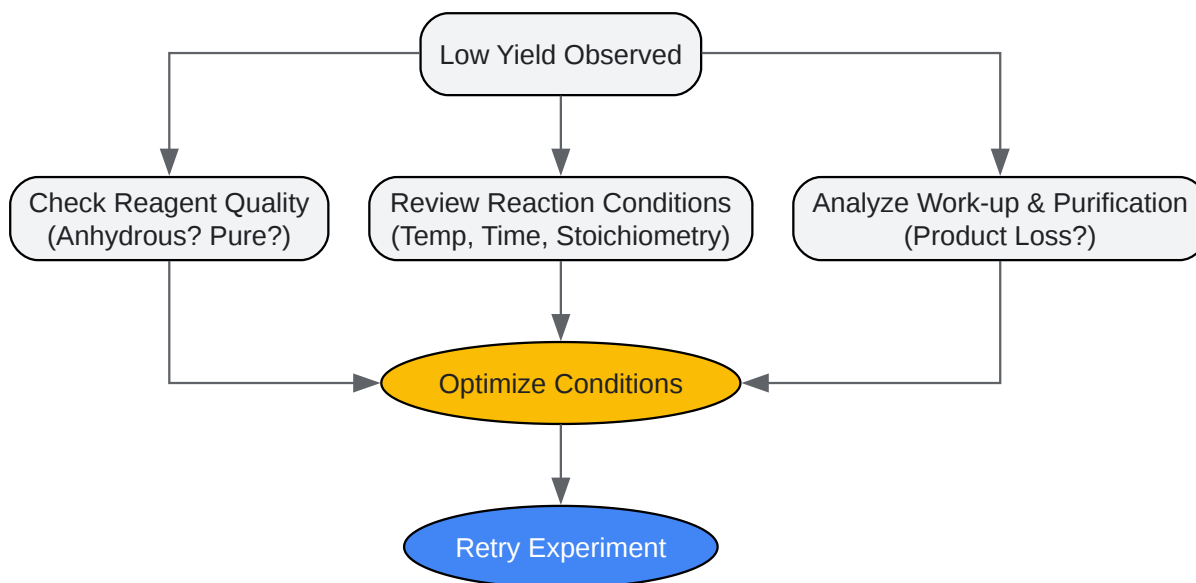 Low Yield Observed
Check Reagent Quality
(Anhydrous? Pure?)
Review Reaction Conditions
(Temp, Time, Stoichiometry)
Analyze Work-up & Purification
(Product Loss?)
Optimize Conditions
Retry Experiment